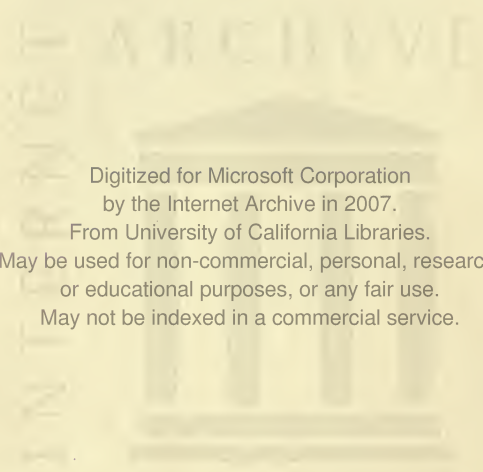 ARCHIVE
INTERNET
Digitized for Microsoft Corporation
by the Internet Archive in 2007.
From University of California Libraries.
May be used for non-commercial, personal, researc
or educational purposes, or any fair use.
May not be indexed in a commercial service.